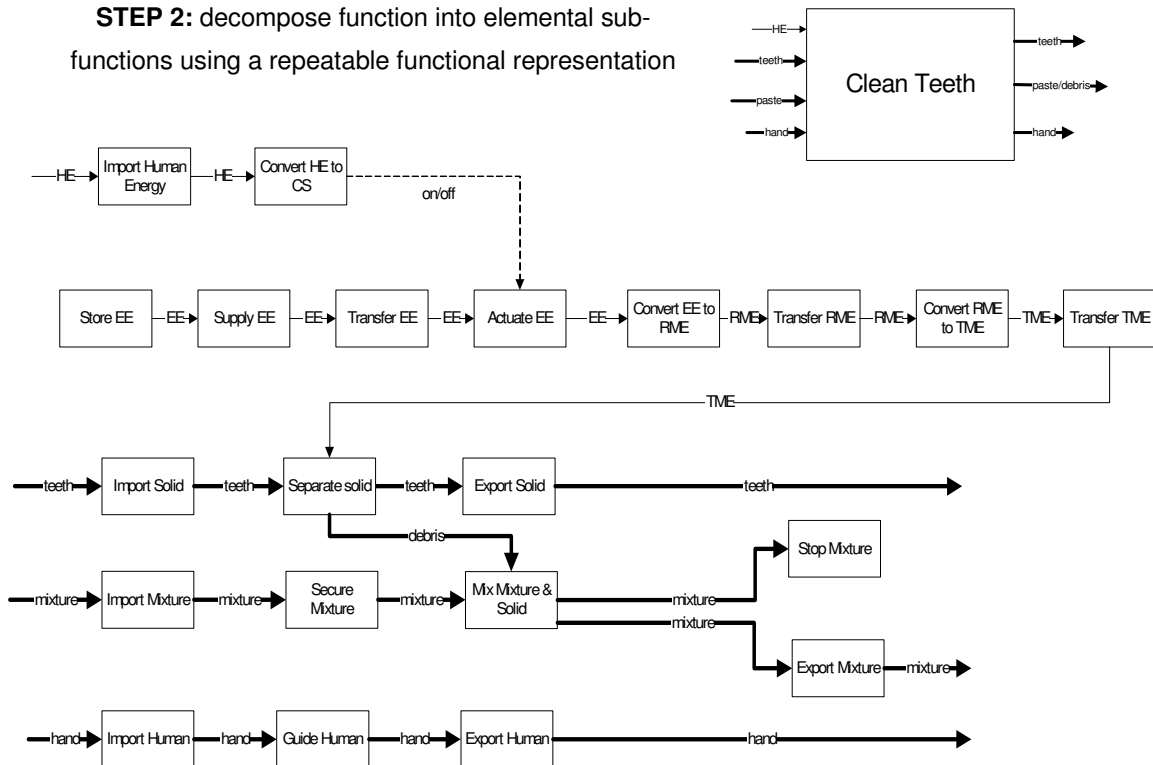 STEP 2: decompose function into elemental sub-
functions using a repeatable functional representation
HE
teeth
paste
hand
Clean Teeth
teeth
paste/debris
hand
HE
Import Human
Energy
HE
Convert HE to
CS
on/off
Store EE
EE
Supply EE
EE
Transfer EE
EE
Actuate EE
EE
Convert EE to
RME
RME
Transfer RME
RME
Convert RME
to TME
TME
Transfer TME
TME
teeth
Import Solid
teeth
Separate solid
teeth
Export Solid
teeth
debris
Stop Mixture
mixture
Import Mixture
mixture
Secure
Mixture
mixture
Mix Mixture &
Solid
mixture
mixture
Export Mixture
mixture
hand
Import Human
hand
Guide Human
hand
Export Human
hand